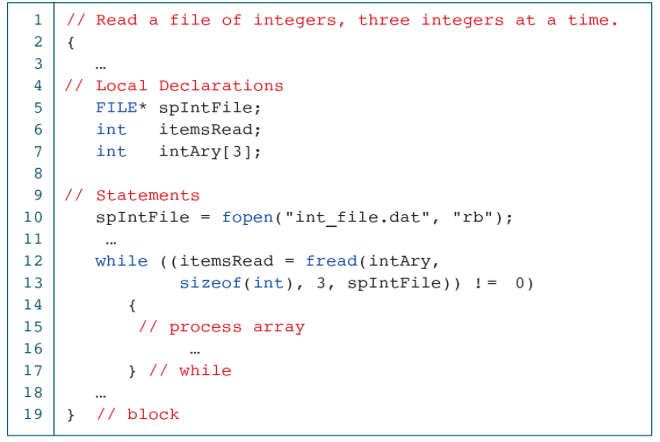 1 // Read a file of integers, three integers at a time.
2 {
3 …
4 // Local Declarations
5 FILE* spIntFile;
6 int itemsRead;
7 int intAry[3];
8
9 // Statements
10 spIntFile = fopen("int_file.dat", "rb");
11 …
12 while ((itemsRead = fread(intAry,
13 sizeof(int), 3, spIntFile)) != 0)
14 {
15 // process array
16 …
17 } // while
18 …
19 } // block